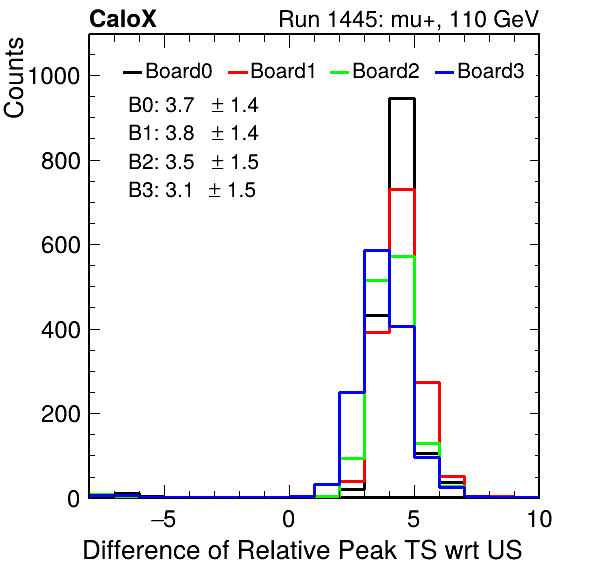 CaloX Run 1445: mu+, 110 GeV
Counts
Board0 Board1 Board2 Board3
B0: 3.7 ± 1.4
B1: 3.8 ± 1.4
B2: 3.5 ± 1.5
B3: 3.1 ± 1.5
1000
800
600
400
200
0
−5 0 5 10
Difference of Relative Peak TS wrt US